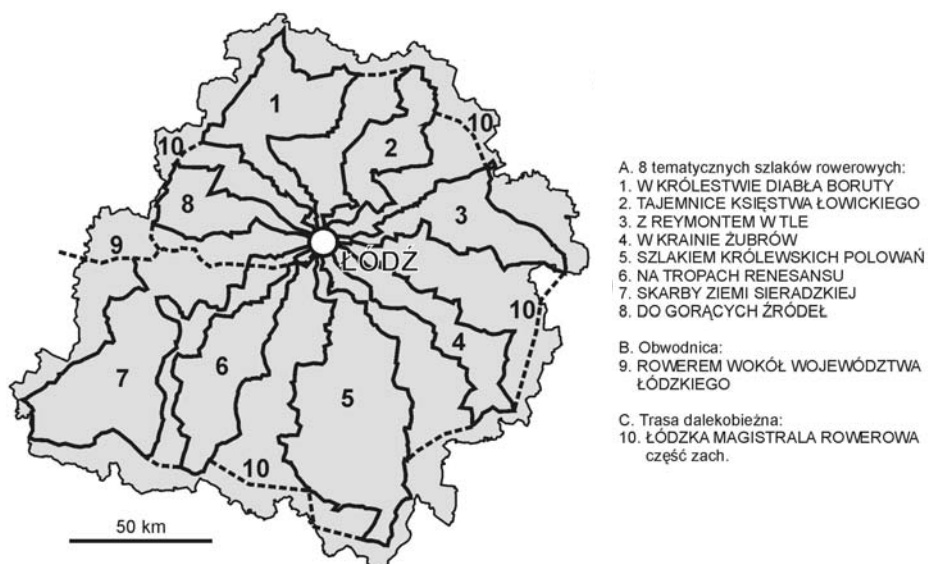 1
10
2
10
8
3
9
ŁÓDŹ
10
4
6
7
5
10
50 km
A. 8 tematycznych szlaków rowerowych:
1. W KRÓLESTWIE DIABŁA BORUTY
2. TAJEMNICE KSIĘSTWA ŁOWICKIEGO
3. Z REYMONTEM W TLE
4. W KRAINIE ŻUBRÓW
5. SZLAKIEM KRÓLEWSKICH POLOWAŃ
6. NA TROPACH RENESANSU
7. SKARBY ZIEMI SIERADZKIEJ
8. DO GORĄCYCH ŹRÓDEŁ
B. Obwodnica:
9. ROWEREM WOKÓŁ WOJEWÓDZTWA
ŁÓDZKIEGO
C. Trasa dalekobieżna:
10. ŁÓDZKA MAGISTRALA ROWEROWA
część zach.